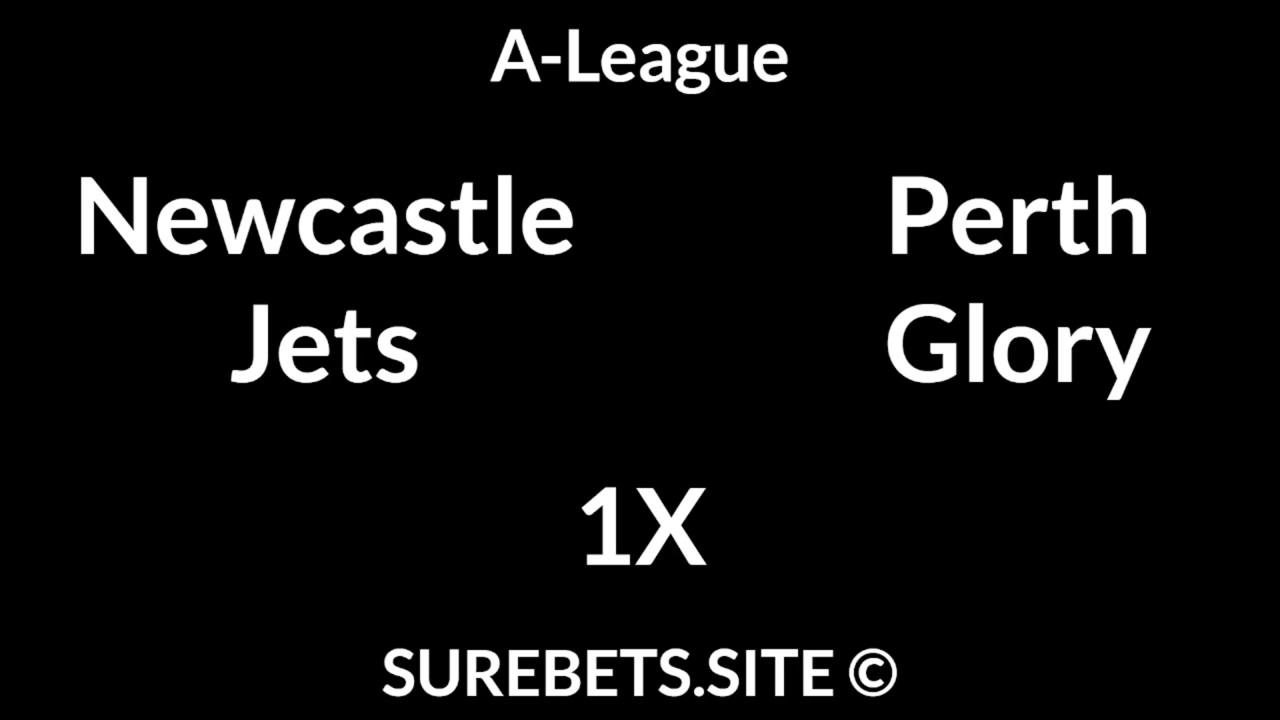 A-League
Newcastle
Jets
Perth
Glory
1X
SUREBETS.SITE ©